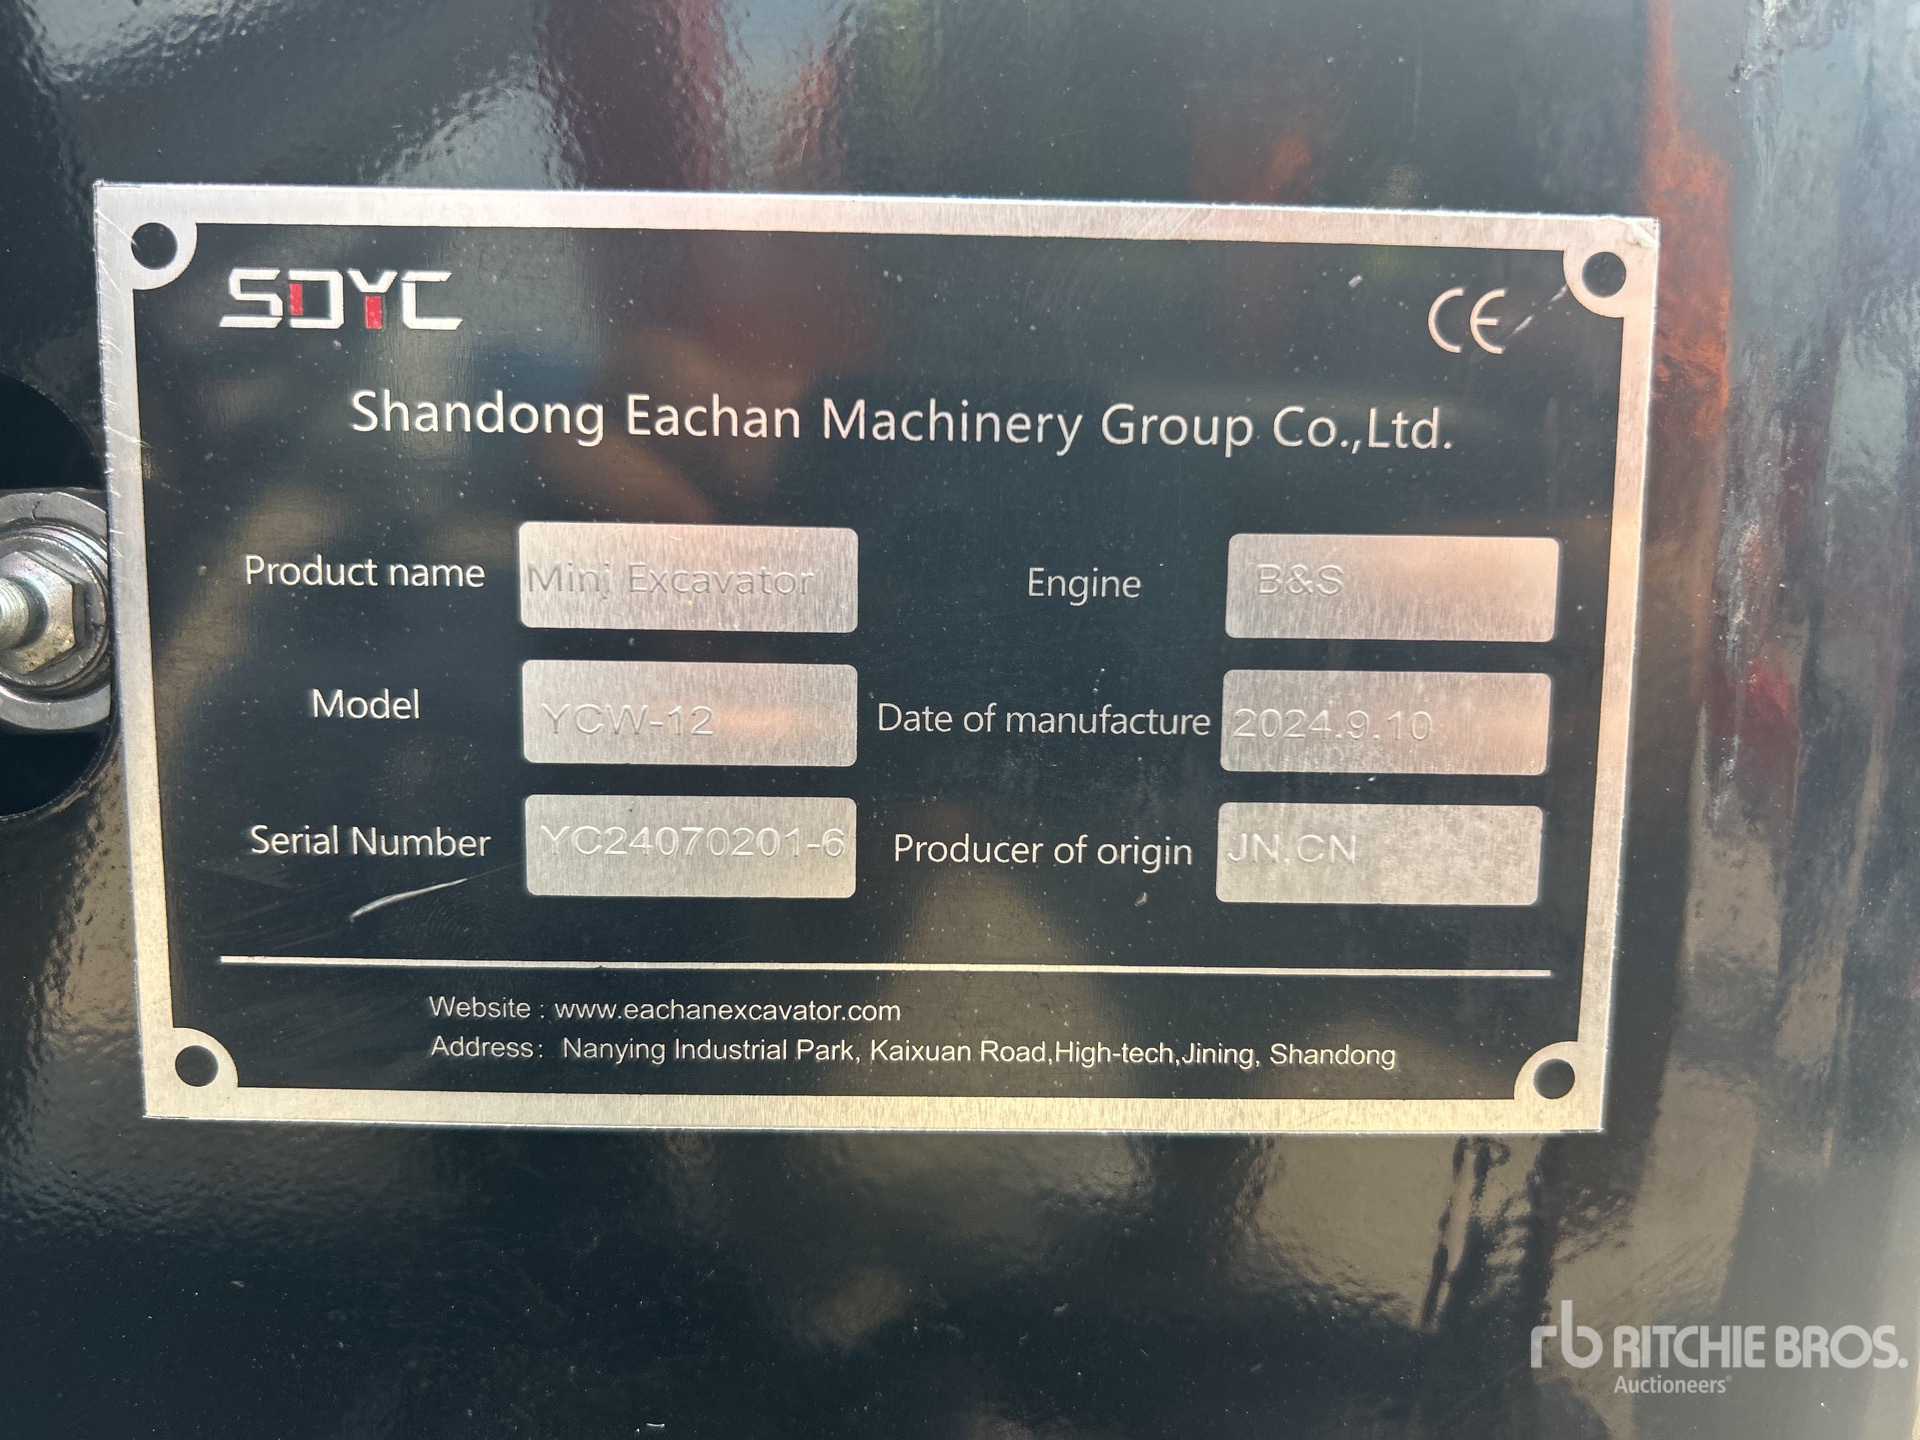 SDYC
CE
Shandong Eachan Machinery Group Co.,Ltd.
Product name Mini Excavator Engine B&S
Model YCW-12 Date of manufacture 2024.9.10
Serial Number YC24070201-6 Producer of origin JN,CN
Website : www.eachanexcavator.com
Address: Nanying Industrial Park, Kaixuan Road,High-tech,Jining, Shandong
rb RITCHIE BROS.
Auctioneers